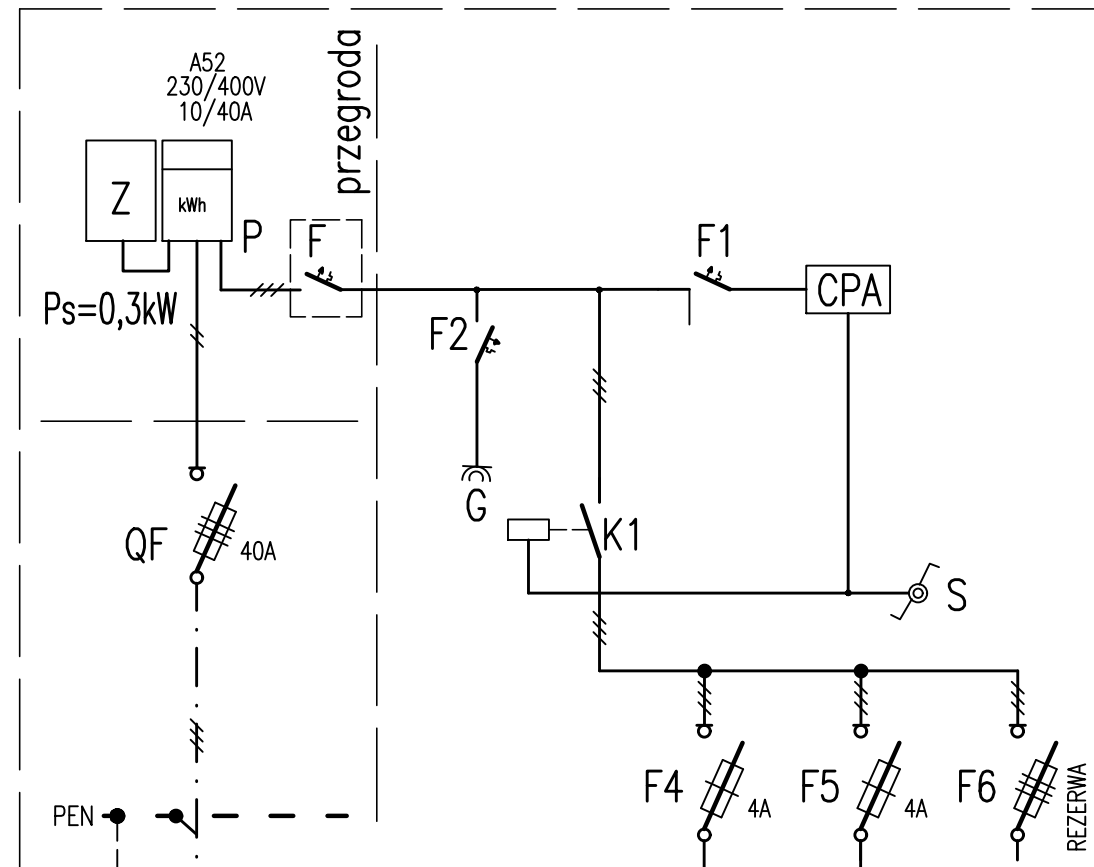 A52
230/400V
10/40A
przegroda
Z
kWh
P
F
F1
CPA
Ps=0,3kW
F2
G
QF
40A
K1
S
F4
4A
F5
4A
F6
REZERWA
PEN